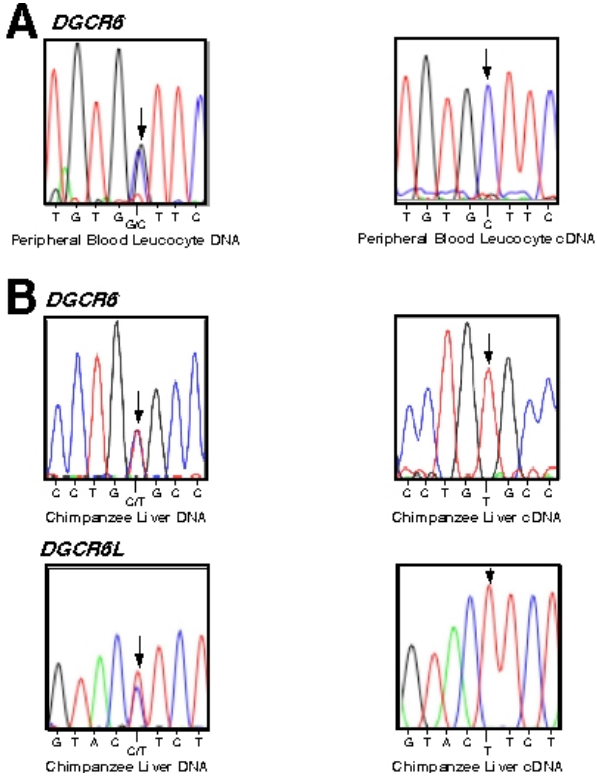 A DGCR6
T G T G G/C T T C
Peripheral Blood Leucocyte DNA
T G T G C T T C
Peripheral Blood Leucocyte cDNA
B DGCR6
C C T G C/T G C C
Chimpanzee Liver DNA
C C T G T G C C
Chimpanzee Liver cDNA
DGCR6L
G T A C C/T T C T
Chimpanzee Liver DNA
G T A C T T C T
Chimpanzee Liver cDNA